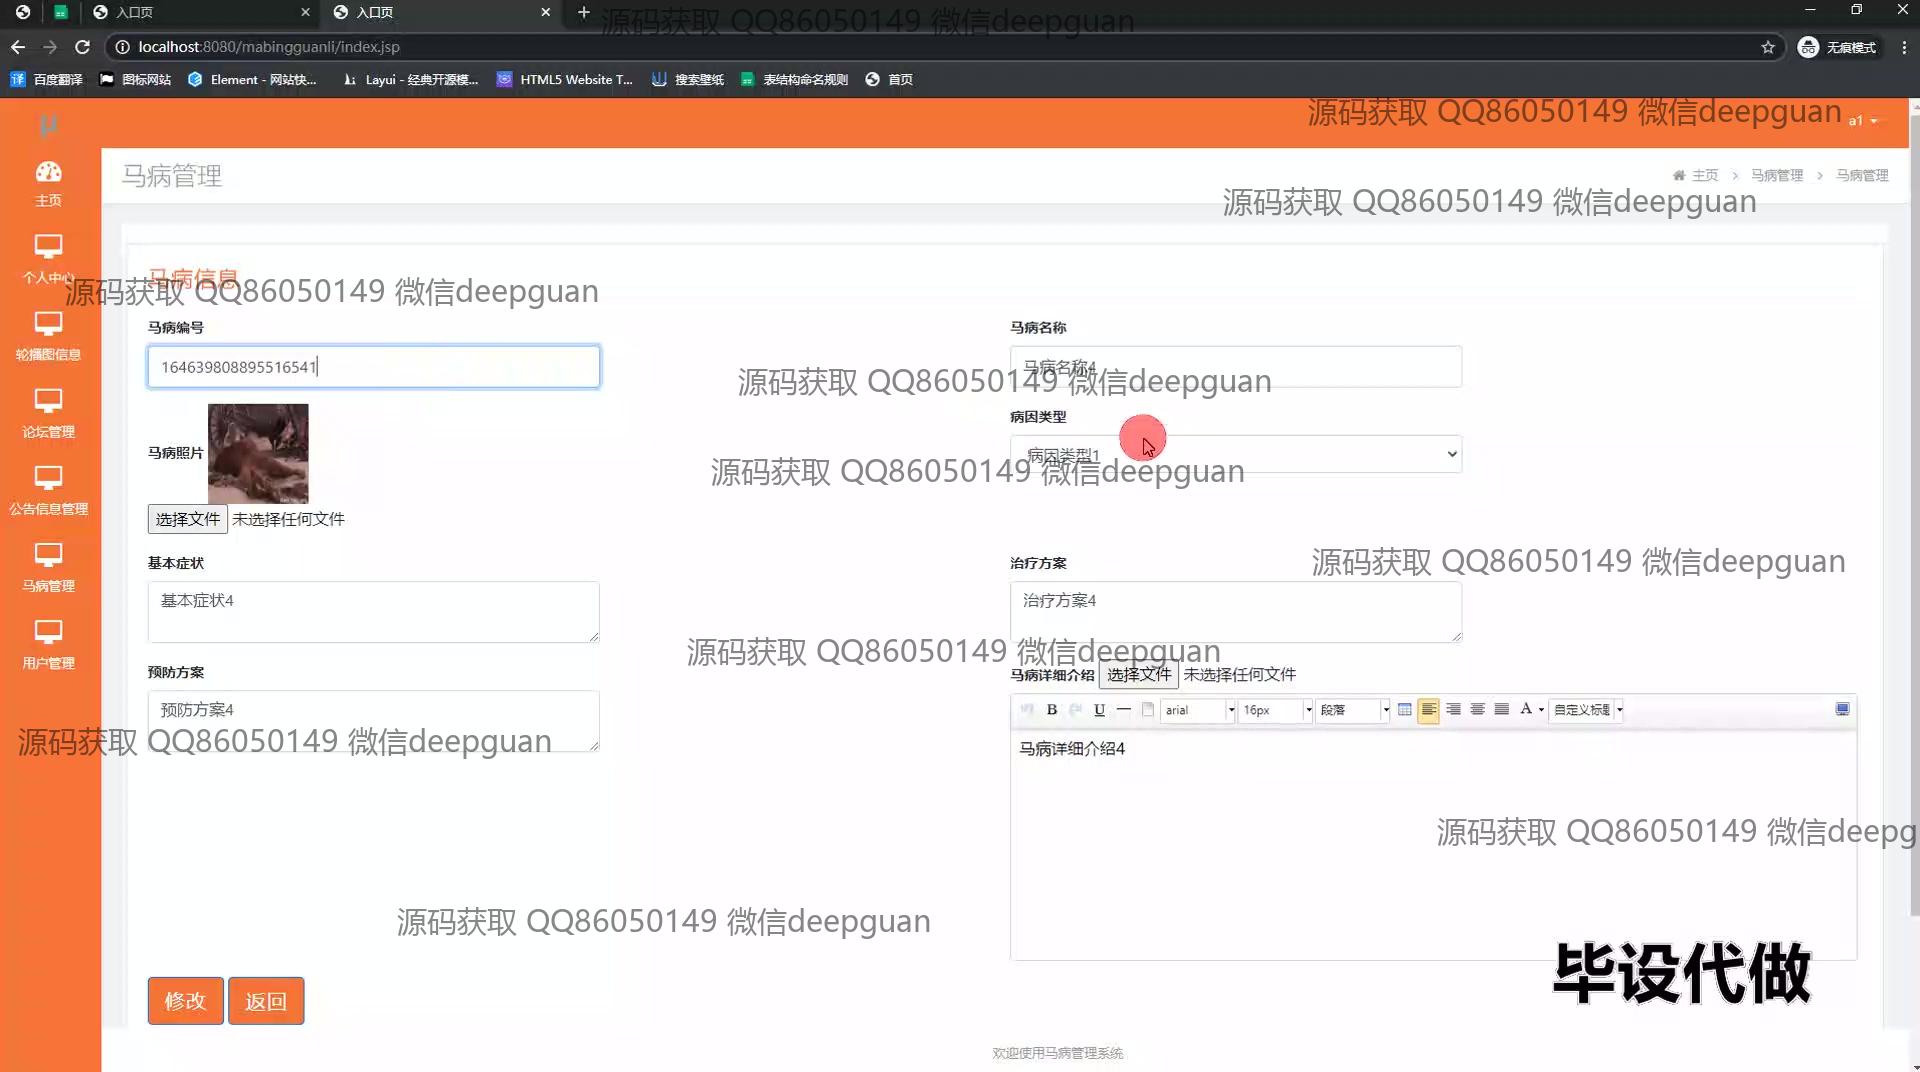 入口页
入口页
localhost:8080/mabingguanli/index.jsp
无痕模式
百度翻译
图标网站
Element - 网站快...
Layui - 经典开源模...
HTML5 Website T...
搜索壁纸
表结构命名规则
首页
源码获取 QQ86050149 微信deepguan
源码获取 QQ86050149 微信deepguan
a1
马病管理
主页 > 马病管理 > 马病管理
源码获取 QQ86050149 微信deepguan
主页
个人中心
轮播图信息
论坛管理
公告信息管理
马病管理
用户管理
马病信息
源码获取 QQ86050149 微信deepguan
马病编号
164639808895516541
马病名称
马病名称4
源码获取 QQ86050149 微信deepguan
马病照片
选择文件 未选择任何文件
病因类型
病因类型1
源码获取 QQ86050149 微信deepguan
基本症状
基本症状4
治疗方案
治疗方案4
源码获取 QQ86050149 微信deepguan
源码获取 QQ86050149 微信deepguan
预防方案
预防方案4
源码获取 QQ86050149 微信deepguan
马病详细介绍 选择文件 未选择任何文件
B U arial 16px 段落 A 自定义标题
马病详细介绍4
源码获取 QQ86050149 微信deepg
源码获取 QQ86050149 微信deepguan
毕设代做
修改 返回
欢迎使用马病管理系统